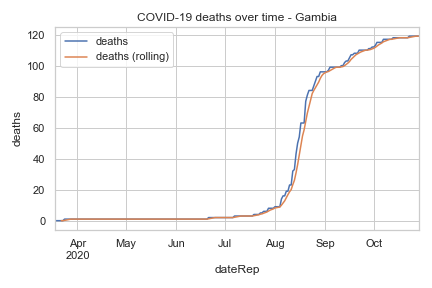 COVID-19 deaths over time - Gambia
deaths
deaths (rolling)
120
100
80
60
40
20
0
deaths
Apr
2020
May
Jun
Jul
Aug
Sep
Oct
dateRep